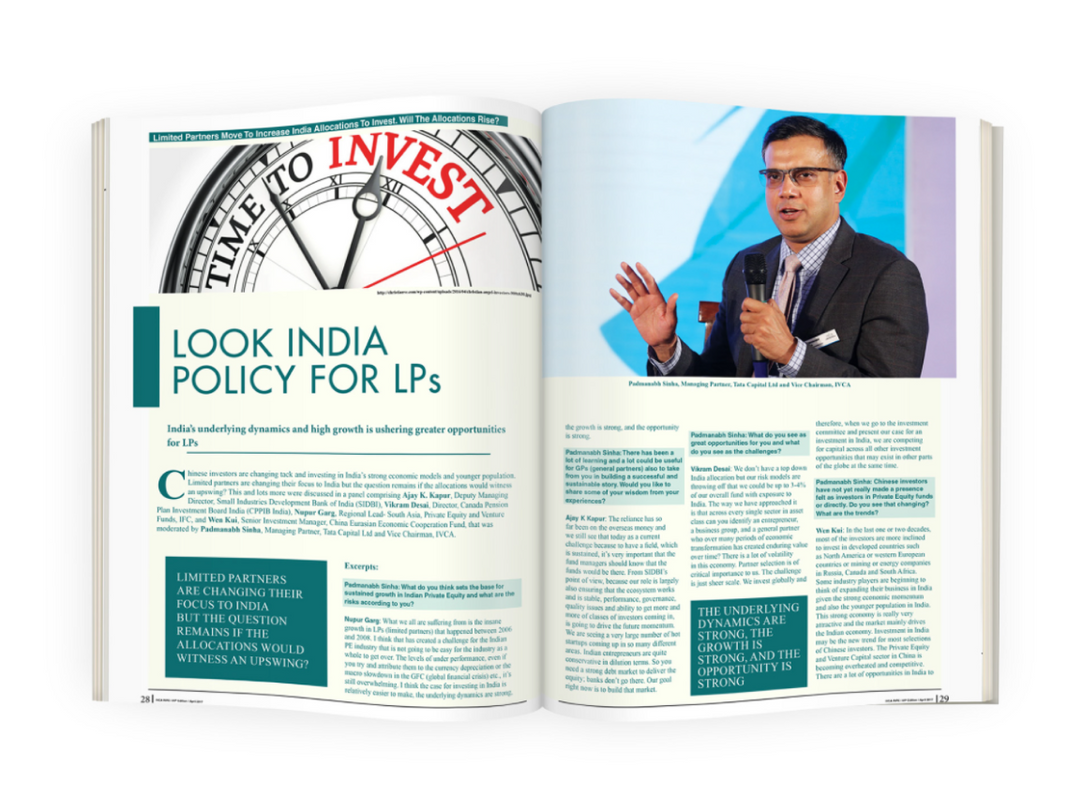 Limited Partners Move To Increase India Allocations To Invest. Will The Allocations Rise?
TIME TO INVEST
XI
XII
IX
LOOK INDIA
POLICY FOR LPs
India's underlying dynamics and high growth is ushering greater opportunities
for LPs
Chinese investors are changing tack and investing in India's strong economic models and younger population.
Limited partners are changing their focus to India but the question remains if the allocations would witness
an upswing? This and lots more were discussed in a panel comprising Ajay K. Kapur, Deputy Managing
Director, Small Industries Development Bank of India (SIDBI), Vikram Desai, Director, Canada Pension
Plan Investment Board India (CPPIB India), Nupur Garg, Regional Lead- South Asia, Private Equity and Venture
Funds, IFC, and Wen Kui, Senior Investment Manager, China Eurasian Economic Cooperation Fund, that was
moderated by Padmanabh Sinha, Managing Partner, Tata Capital Ltd and Vice Chairman, IVCA.
LIMITED PARTNERS
ARE CHANGING THEIR
FOCUS TO INDIA
BUT THE QUESTION
REMAINS IF THE
ALLOCATIONS WOULD
WITNESS AN UPSWING?
Excerpts:
Padmanabh Sinha: What do you think sets the base for
sustained growth in Indian Private Equity and what are the
risks according to you?
Nupur Garg: What we all are suffering from is the insane
growth in LPs (limited partners) that happened between 2006
and 2008. I think that has created a challenge for the Indian
PE industry that is not going to be easy for the industry as a
whole to get over. The levels of under performance, even if
you try and attribute them to the currency depreciation or the
macro slowdown in the GFC (global financial crisis) etc., it's
still overwhelming. I think the case for investing in India is
relatively easier to make, the underlying dynamics are strong,
28
Padmanabh Sinha, Managing Partner, Tata Capital Ltd and Vice Chairman, IVCA
the growth is strong, and the opportunity
is strong.
Padmanabh Sinha: There has been a
lot of learning and a lot could be useful
for GPs (general partners) also to take
from you in building a successful and
sustainable story. Would you like to
share some of your wisdom from your
experiences?
Ajay K Kapur: The reliance has so
far been on the overseas money and
we still see that today as a current
challenge because to have a field, which
is sustained, it's very important that the
fund managers should know that the
funds would be there. From SIDBI's
point of view, because our role is largely
also ensuring that the ecosystem works
and is stable, performance, governance,
quality issues and ability to get more and
more of classes of investors coming in,
is going to drive the future momentum.
We are seeing a very large number of hot
startups coming up in so many different
areas. Indian entrepreneurs are quite
conservative in dilution terms. So you
need a strong debt market to deliver the
equity; banks don't go there. Our goal
right now is to build that market.
Padmanabh Sinha: What do you see as
great opportunities for you and what
do you see as the challenges?
Vikram Desai: We don't have a top down
India allocation but our risk models are
throwing off that we could be up to 3-4%
of our overall fund with exposure to
India. The way we have approached it
is that across every single sector in asset
class can you identify an entrepreneur,
a business group, and a general partner
who over many periods of economic
transformation has created enduring value
over time? There is a lot of volatility
in this economy. Partner selection is of
critical importance to us. The challenge
is just sheer scale. We invest globally and
THE UNDERLYING
DYNAMICS ARE
STRONG, THE
GROWTH IS
STRONG, AND THE
OPPORTUNITY IS
STRONG
therefore, when we go to the investment
committee and present our case for an
investment in India, we are competing
for capital across all other investment
opportunities that may exist in other parts
of the globe at the same time.
Padmanabh Sinha: Chinese investors
have not yet really made a presence
felt as investors in Private Equity funds
or directly. Do you see that changing?
What are the trends?
Wen Kui: In the last one or two decades,
most of the investors are more inclined
to invest in developed countries such
as North America or western European
countries or mining or energy companies
in Russia, Canada and South Africa.
Some industry players are beginning to
think of expanding their business in India
given the strong economic momentum
and also the younger population in India.
This strong economy is really very
attractive and the market mainly drives
the Indian economy. Investment in India
may be the new trend for most selections
of Chinese investors. The Private Equity
and Venture Capital sector in China is
becoming overheated and competitive.
There are a lot of opportunities in India to
29